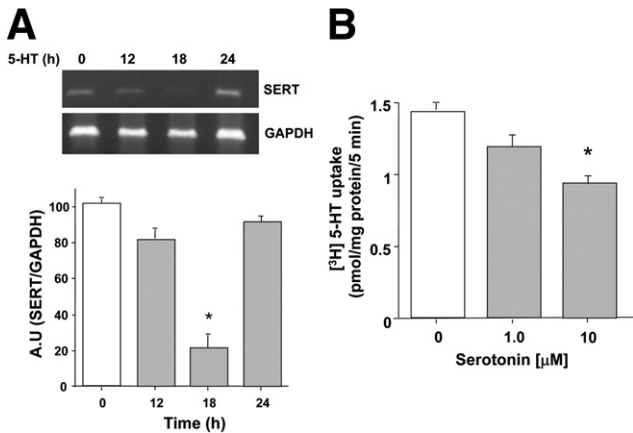 A
5-HT (h) 0 12 18 24
SERT
GAPDH
A.U (SERT/GAPDH)
100
80
60
40
20
0
*
0 12 18 24
Time (h)
B
[³H] 5-HT uptake
(pmol/mg protein/5 min)
1.5
1
0.5
0
*
0 1.0 10
Serotonin [μM]